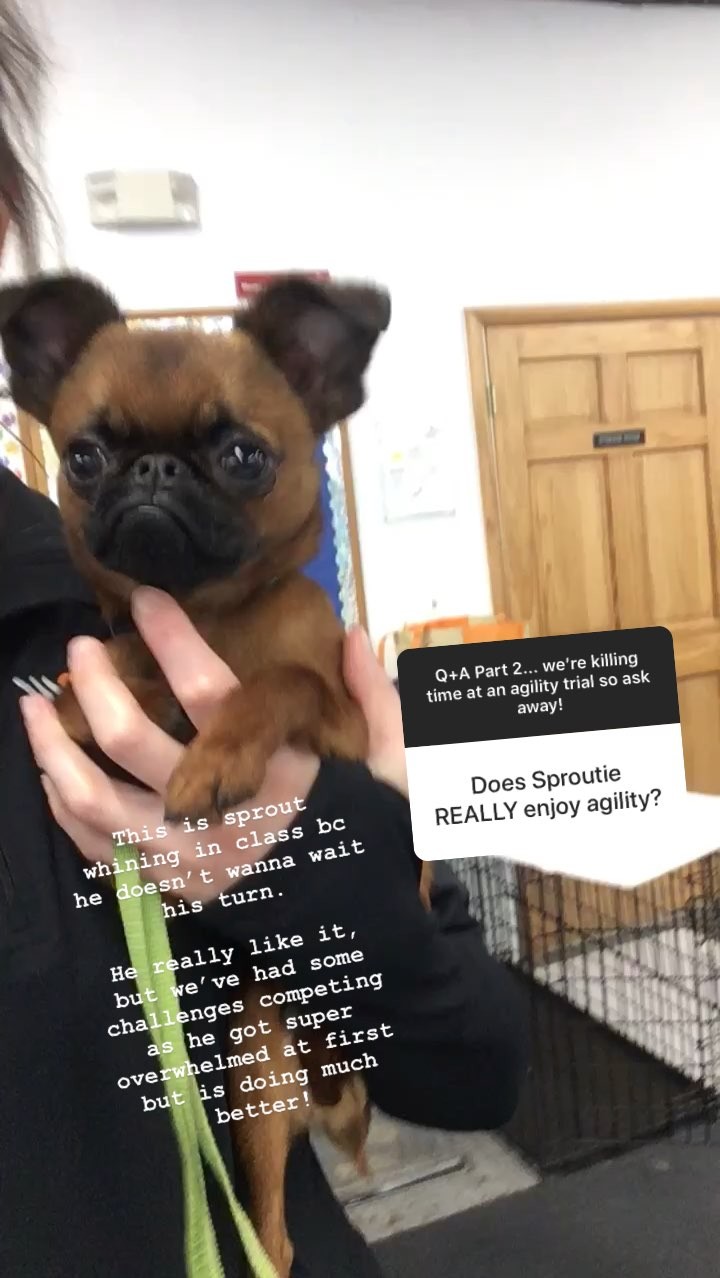 Q+A Part 2... we're killing
time at an agility trial so ask
away!
Does Sproutie
REALLY enjoy agility?
This is sprout
whining in class bc
he doesn't wanna wait
his turn.
He really like it,
but we've had some
challenges competing
as he got super
overwhelmed at first
but is doing much
better!